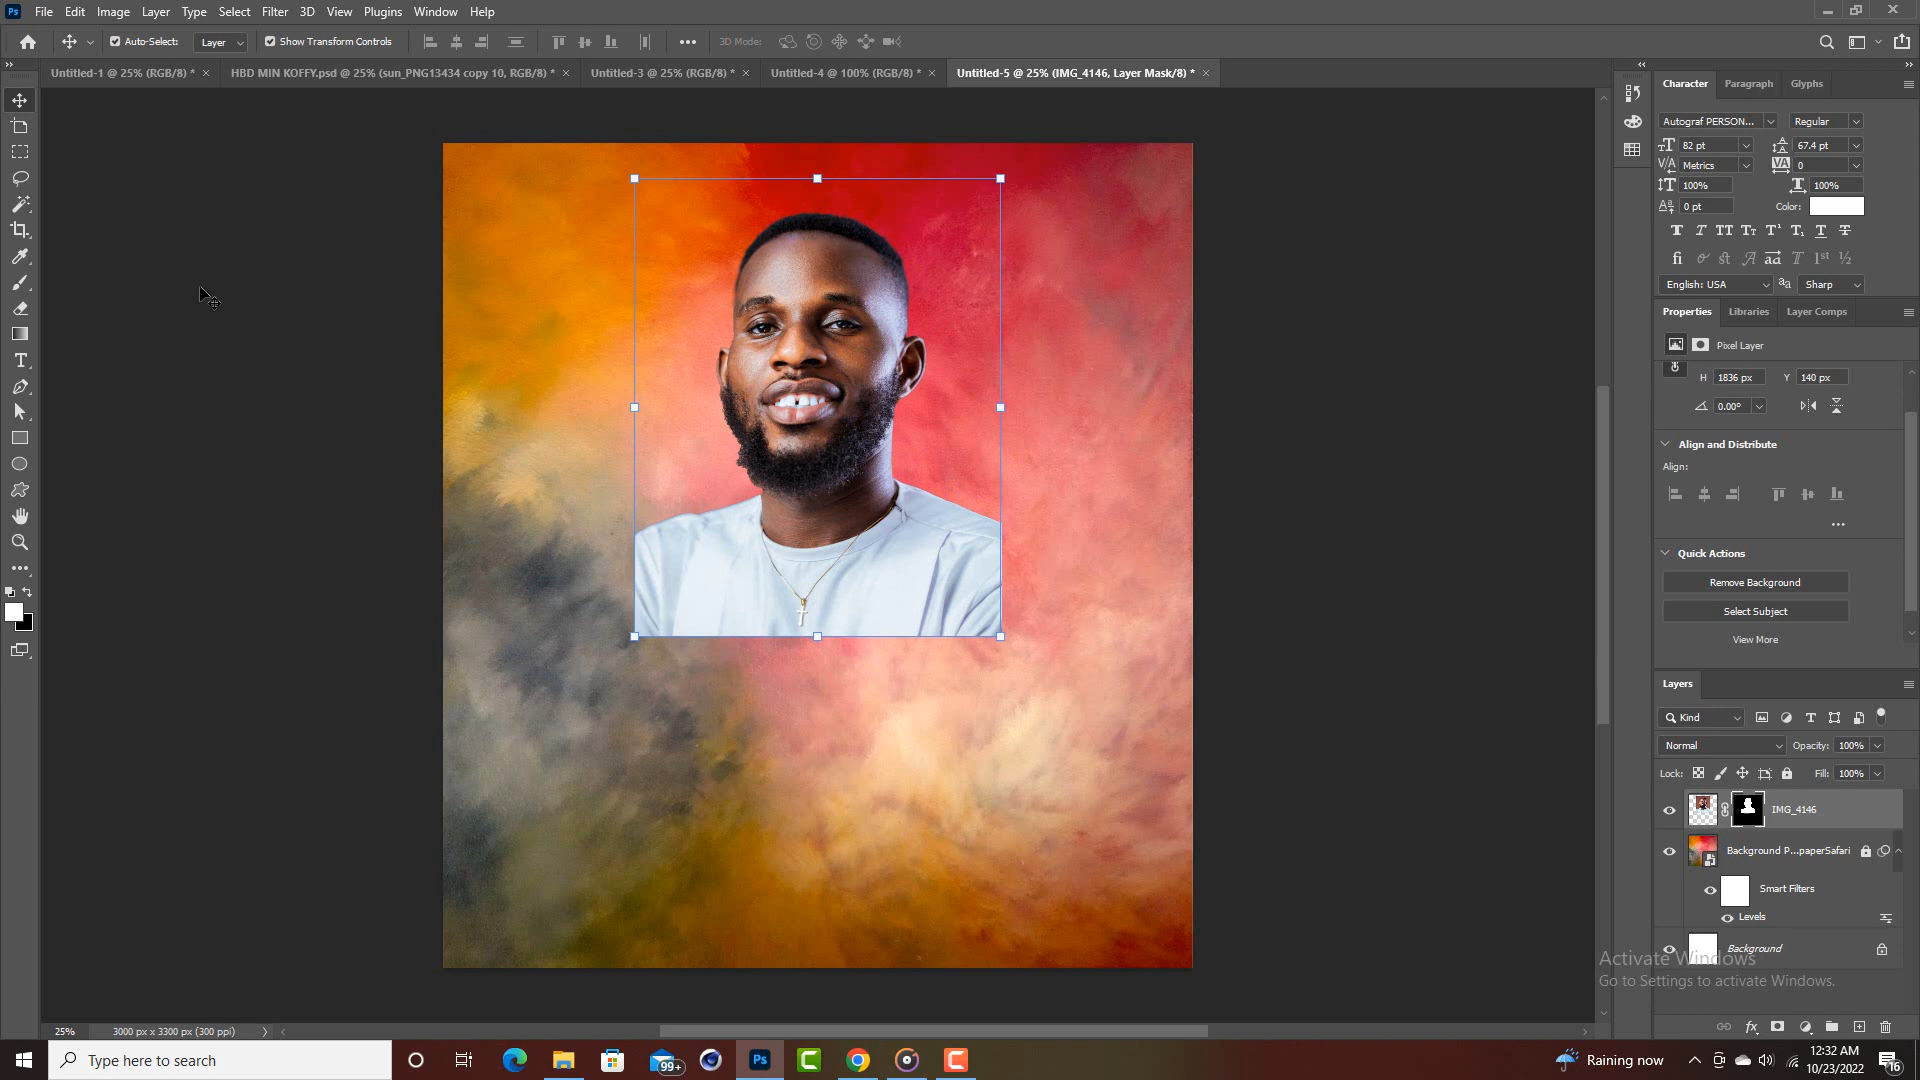 Ps File Edit Image Layer Type Select Filter 3D View Plugins Window Help
Auto-Select: Layer Show Transform Controls 3D Mode:
Untitled-1 @ 25% (RGB/8) * HBD MIN KOFFY.psd @ 25% (sun_PNG13434 copy 10, RGB/8) * Untitled-3 @ 25% (RGB/8) * Untitled-4 @ 100% (RGB/8) * Untitled-5 @ 25% (IMG_4146, Layer Mask/8) *
Character Paragraph Glyphs
Autograf PERSON... Regular
82 pt 67.4 pt
Metrics 0
100% 100%
0 pt Color:
English: USA Sharp
Properties Libraries Layer Comps
Pixel Layer
H 1836 px Y 140 px
0.00°
Align and Distribute
Align:
Quick Actions
Remove Background
Select Subject
View More
Layers
Kind
Normal Opacity: 100%
Lock: Fill: 100%
IMG_4146
Background P...paperSafari
Smart Filters
Levels
Background
Activate Windows
Go to Settings to activate Windows.
25% 3000 px x 3300 px (300 ppi)
Type here to search
99+
Ps
Raining now
12:32 AM
10/23/2022
16